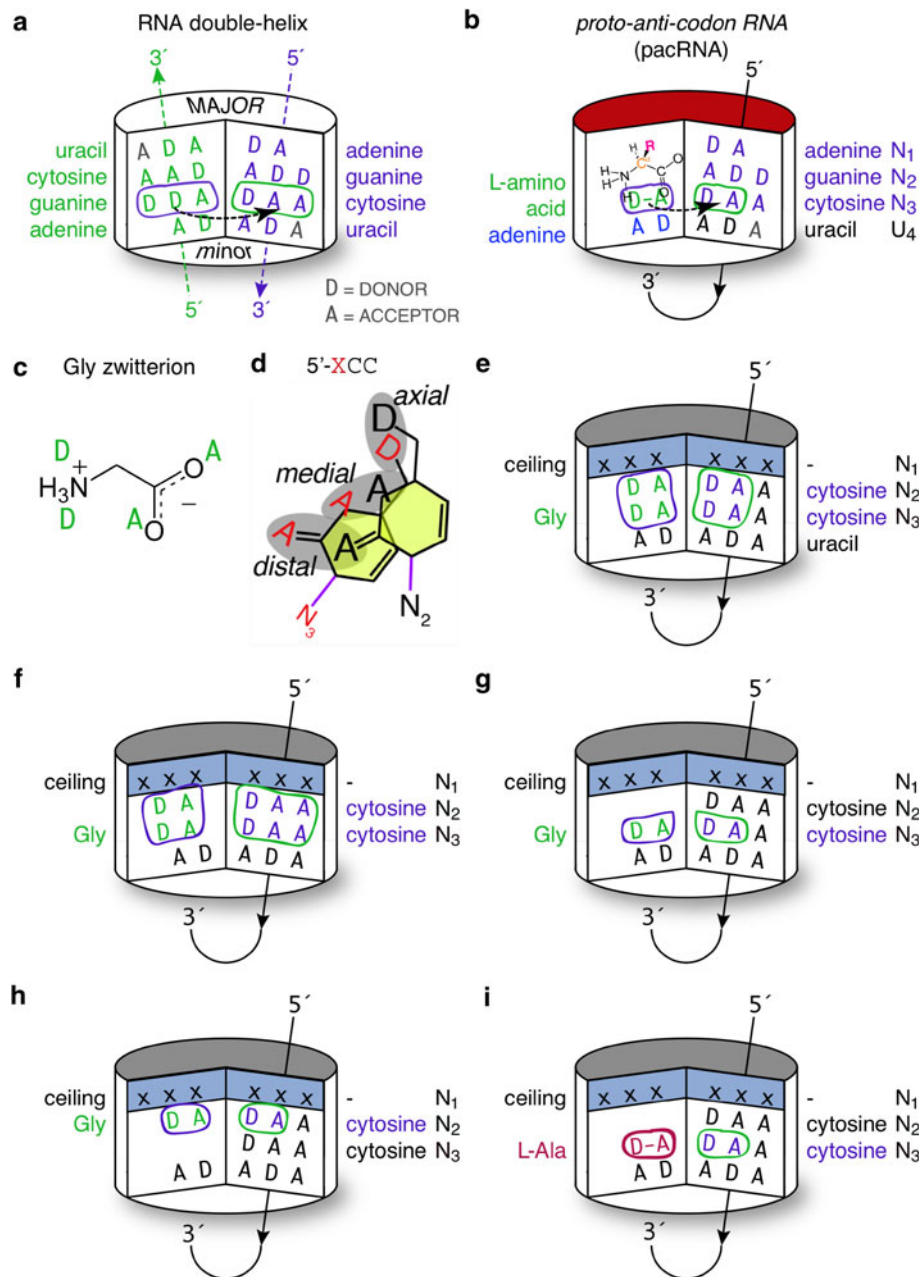 a
RNA double-helix
3´
5´
MAJOR
uracil A D A D A adenine
cytosine A A D A D D guanine
guanine D D A D A A cytosine
adenine A D A D A uracil
minor
5´
3´
D = DONOR
A = ACCEPTOR
b
proto-anti-codon RNA
(pacRNA)
5´
H R
H Cα O
H N C
H O
D A adenine N1
A D D guanine N2
L-amino
acid
D-A D A A cytosine N3
adenine A D A D A uracil U4
3´
c
Gly zwitterion
D
+
H3N
D
A
O
A
O
–
d
5’-XCC
axial
D
D
medial
A
A
A
A
distal
N3
N2
e
5´
ceiling x x x x x x - N1
D A D A A cytosine N2
Gly D A D A A cytosine N3
A D A D A uracil
3´
f
5´
ceiling x x x x x x - N1
D A D A A cytosine N2
Gly D A D A A cytosine N3
A D A D A
3´
g
5´
ceiling x x x x x x - N1
D A A cytosine N2
Gly D A D A A cytosine N3
A D A D A
3´
h
5´
ceiling x x x x x x - N1
Gly D A D A A cytosine N2
D A A cytosine N3
A D A D A
3´
i
5´
ceiling x x x x x x - N1
D A A cytosine N2
L-Ala D-A D A A cytosine N3
A D A D A
3´